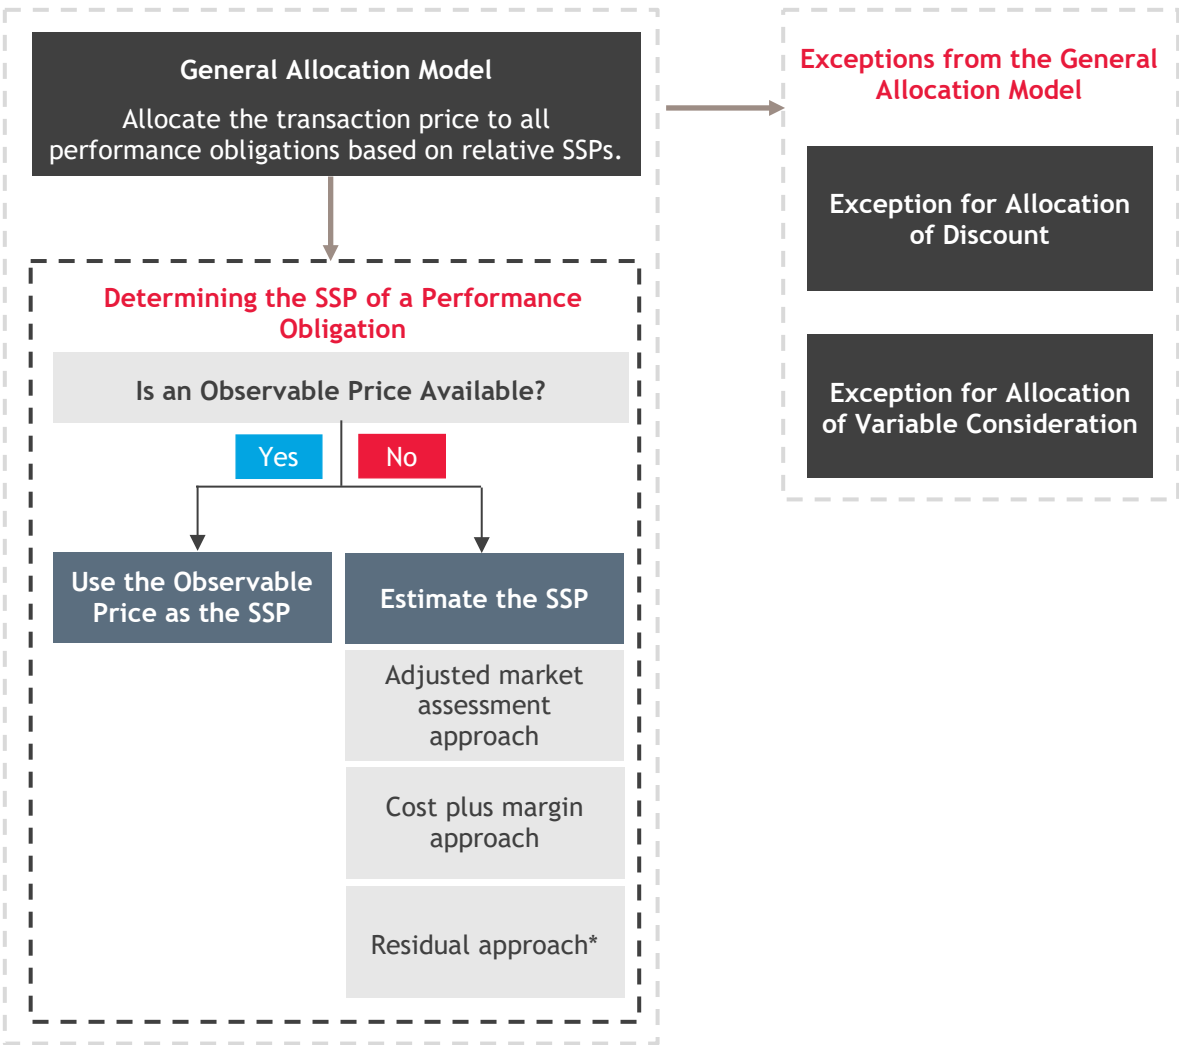 General Allocation Model
Allocate the transaction price to all
performance obligations based on relative SSPs.
Determining the SSP of a Performance
Obligation
Is an Observable Price Available?
Yes
No
Use the Observable
Price as the SSP
Estimate the SSP
Adjusted market
assessment
approach
Cost plus margin
approach
Residual approach*
Exceptions from the General
Allocation Model
Exception for Allocation
of Discount
Exception for Allocation
of Variable Consideration